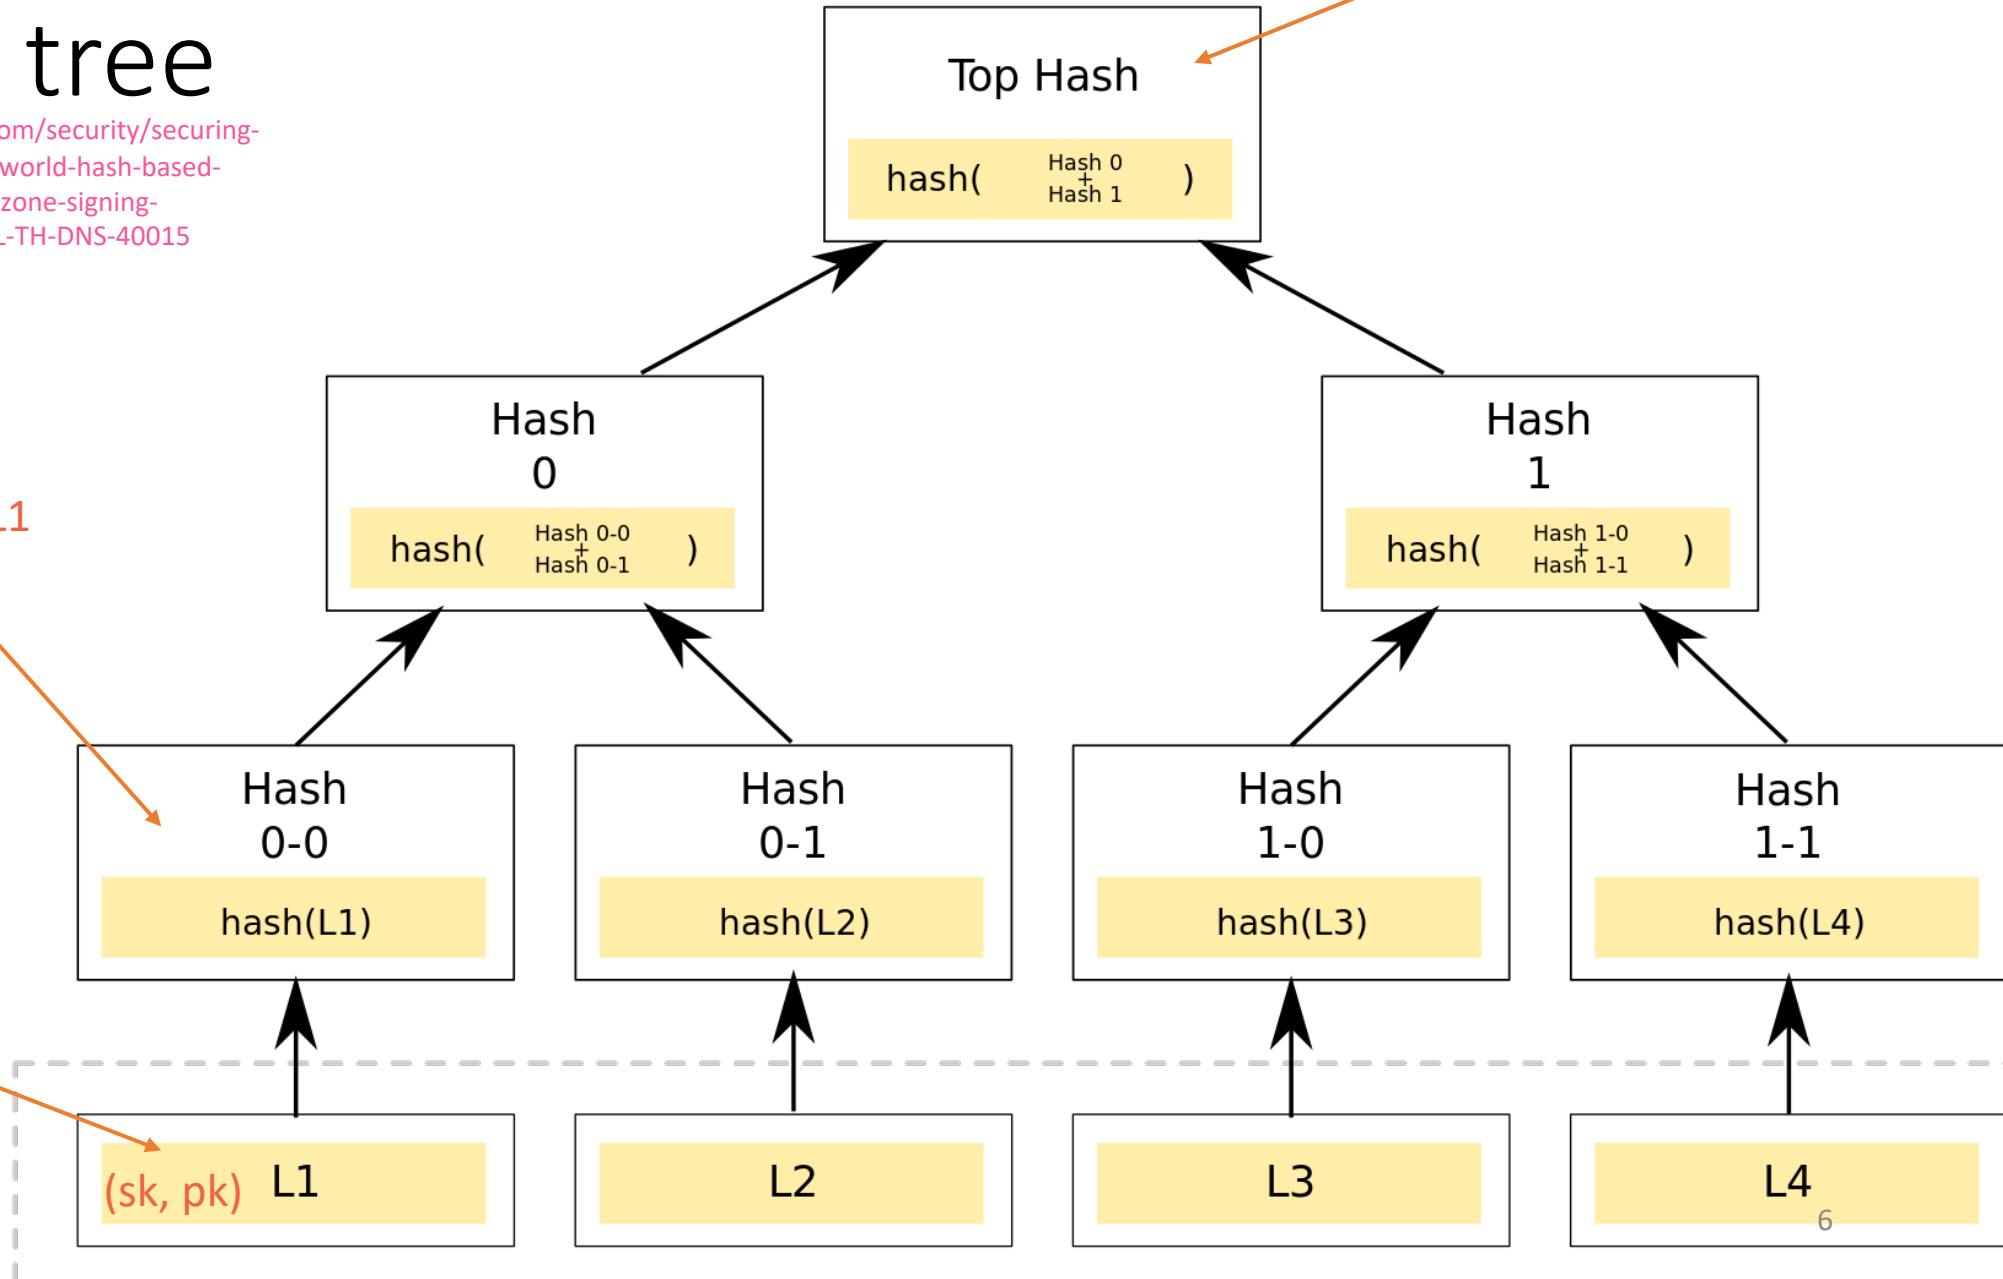 tree
om/security/securing-
world-hash-based-
zone-signing-
L-TH-DNS-40015
Top Hash
hash( Hash 0 + Hash 1 )
Hash
0
hash( Hash 0-0 + Hash 0-1 )
Hash
1
hash( Hash 1-0 + Hash 1-1 )
L1
Hash
0-0
hash(L1)
Hash
0-1
hash(L2)
Hash
1-0
hash(L3)
Hash
1-1
hash(L4)
(sk, pk) L1
L2
L3
L4
6